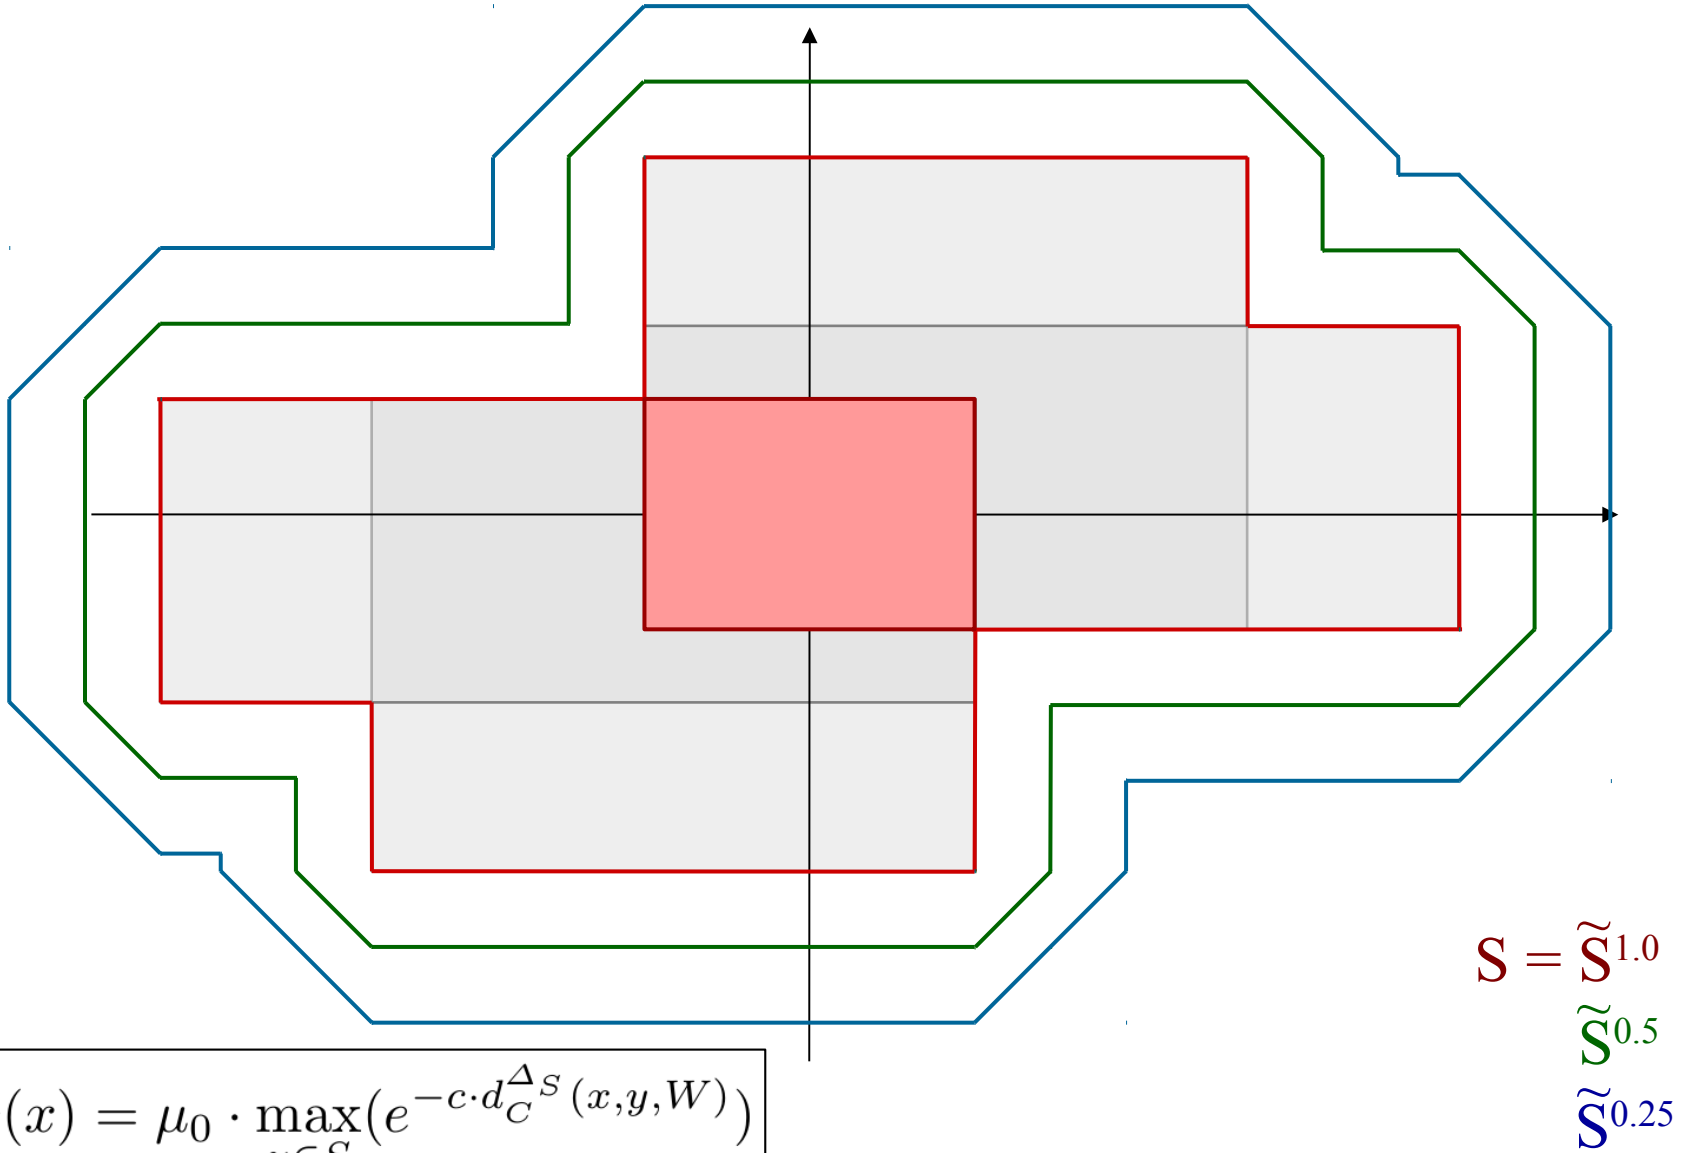 S = S̃^1.0
S̃^0.5
S̃^0.25
(x) = μ₀ · max(e^{−c·d_C^{Δ_S}(x,y,W)})